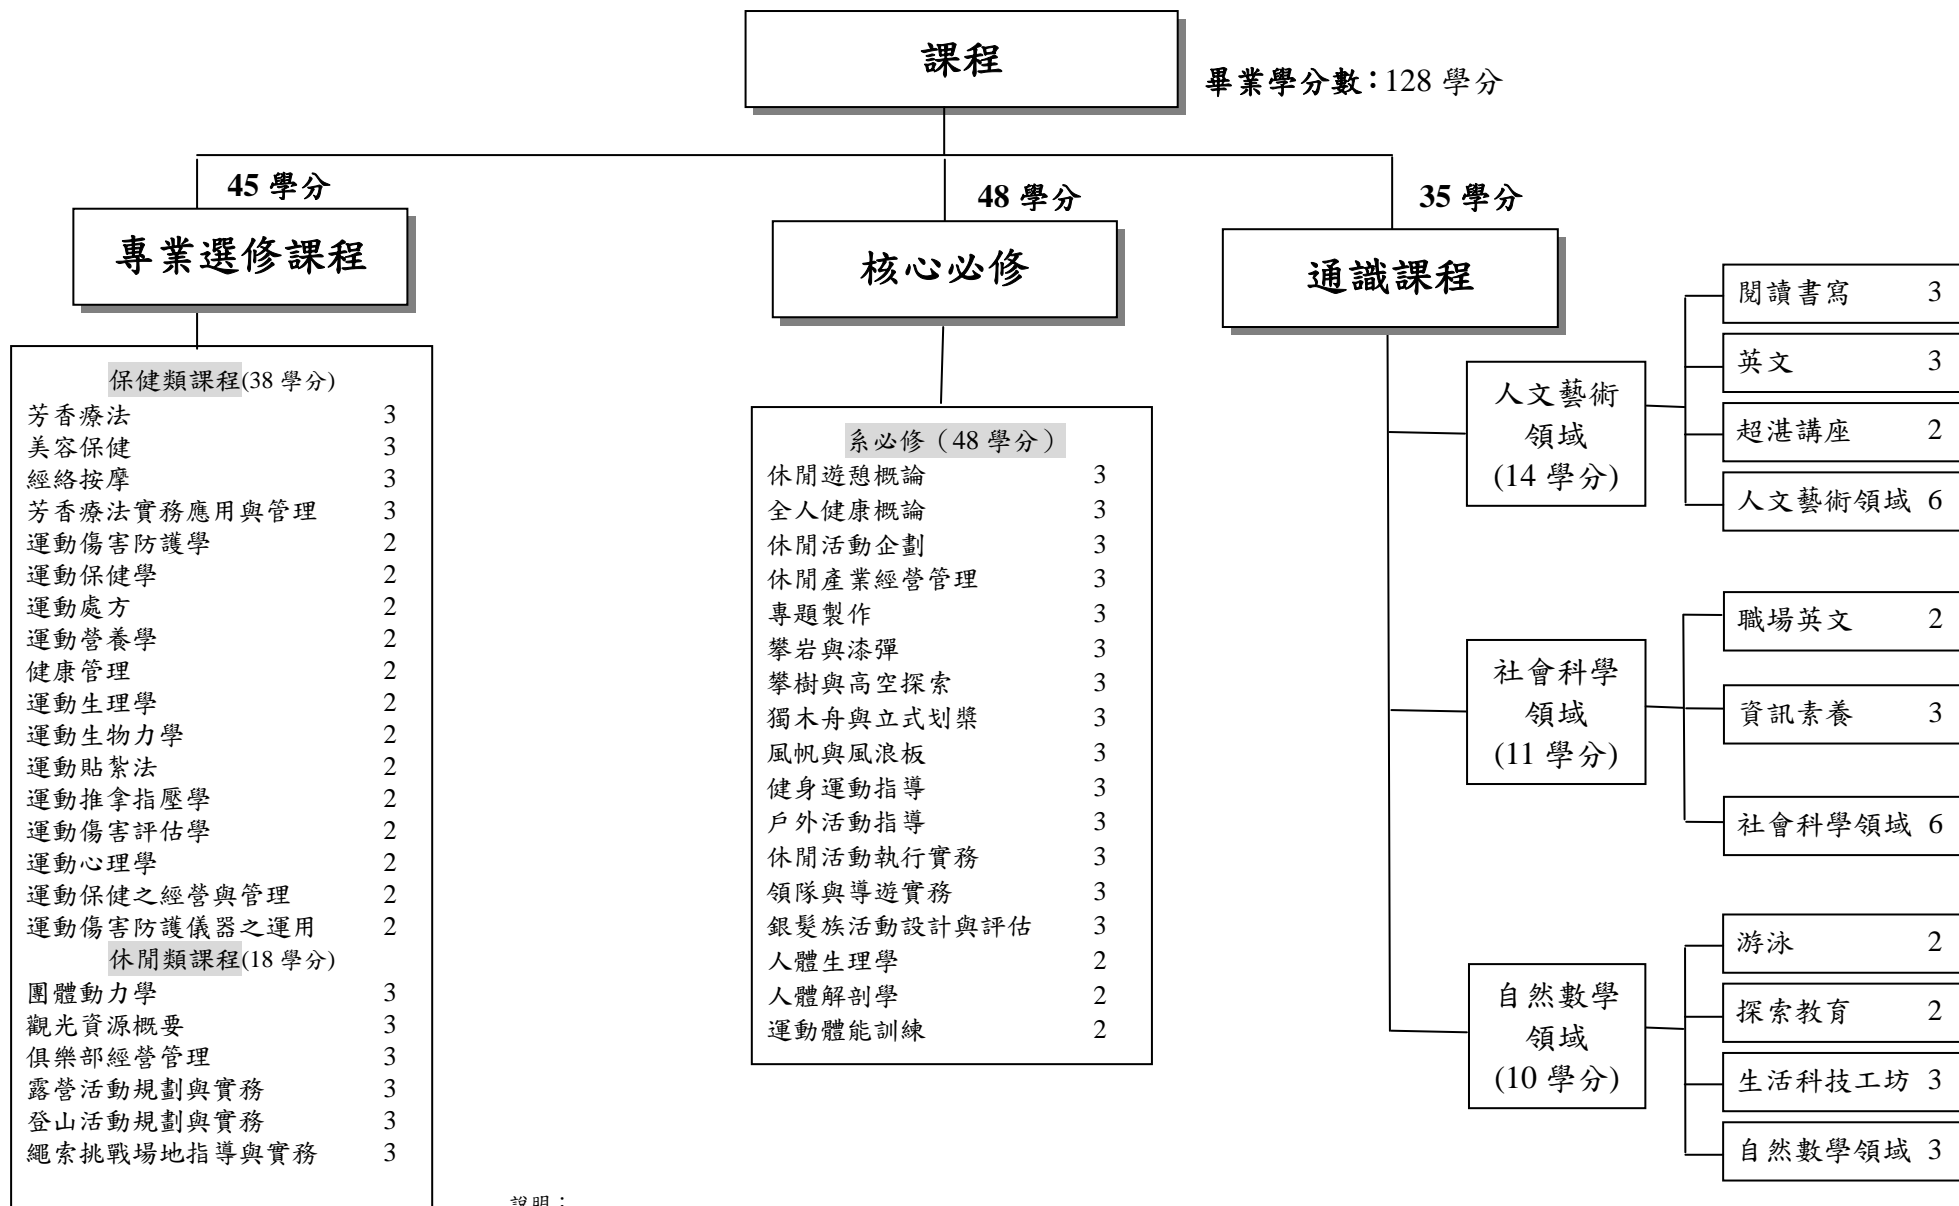 課程
畢業學分數：128 學分
45 學分
專業選修課程
保健類課程(38 學分)
芳香療法 3
美容保健 3
經絡按摩 3
芳香療法實務應用與管理 3
運動傷害防護學 2
運動保健學 2
運動處方 2
運動營養學 2
健康管理 2
運動生理學 2
運動生物力學 2
運動貼紮法 2
運動推拿指壓學 2
運動傷害評估學 2
運動心理學 2
運動保健之經營與管理 2
運動傷害防護儀器之運用 2
休閒類課程(18 學分)
團體動力學 3
觀光資源概要 3
俱樂部經營管理 3
露營活動規劃與實務 3
登山活動規劃與實務 3
繩索挑戰場地指導與實務 3
48 學分
核心必修
系必修（48 學分）
休閒遊憩概論 3
全人健康概論 3
休閒活動企劃 3
休閒產業經營管理 3
專題製作 3
攀岩與漆彈 3
攀樹與高空探索 3
獨木舟與立式划槳 3
風帆與風浪板 3
健身運動指導 3
戶外活動指導 3
休閒活動執行實務 3
領隊與導遊實務 3
銀髮族活動設計與評估 3
人體生理學 2
人體解剖學 2
運動體能訓練 2
35 學分
通識課程
人文藝術
領域
(14 學分)
閱讀書寫 3
英文 3
超湛講座 2
人文藝術領域 6
社會科學
領域
(11 學分)
職場英文 2
資訊素養 3
社會科學領域 6
自然數學
領域
(10 學分)
游泳 2
探索教育 2
生活科技工坊 3
自然數學領域 3
說明：